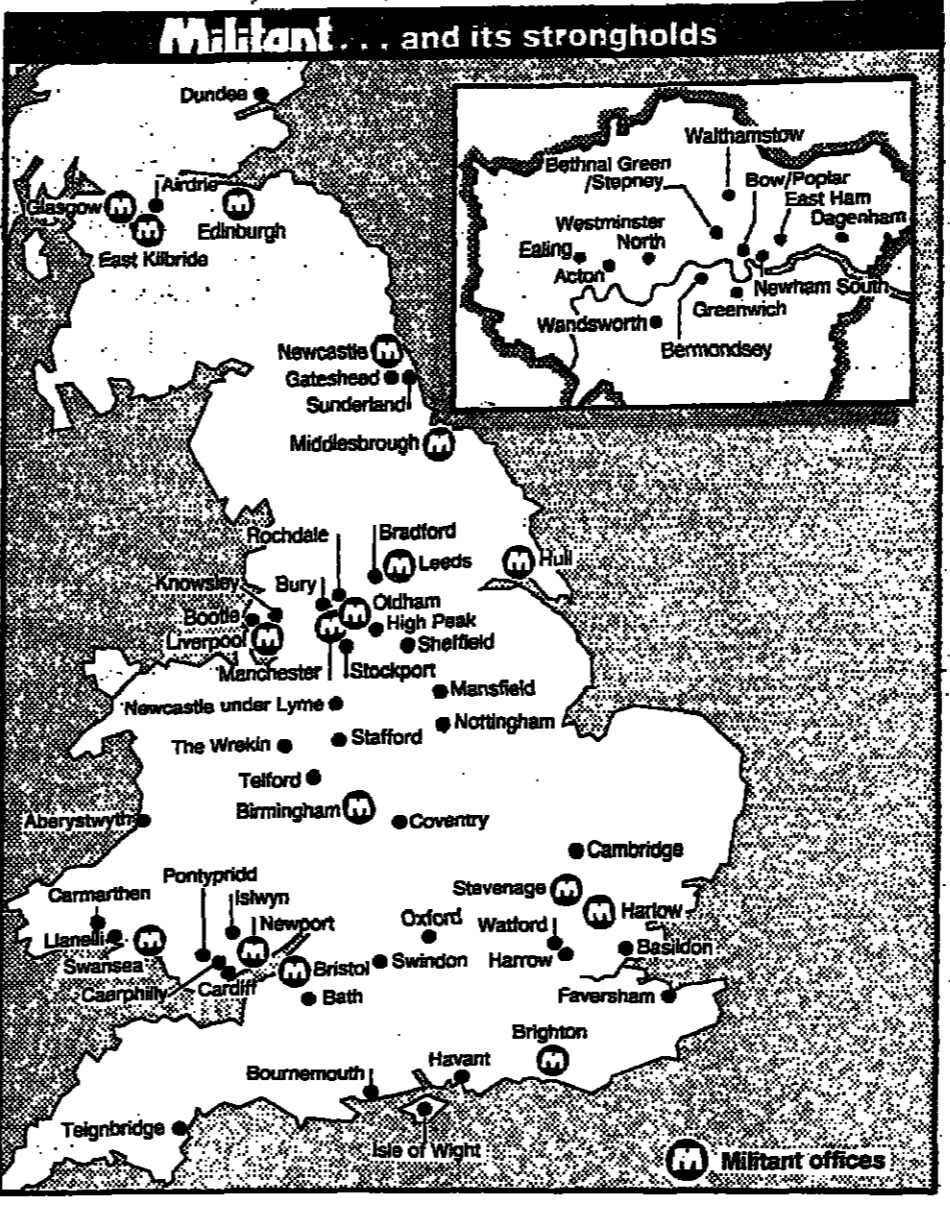 Militant... and its strongholds
Dundee
Airdrie
Glasgow
Edinburgh
East Kilbride
Walthamstow
Bethnal Green
/Stepney
Bow/Poplar
East Ham
Dagenham
Westminster
North
Ealing
Acton
Newham South
Greenwich
Wandsworth
Bermondsey
Newcastle
Gateshead
Sunderland
Middlesbrough
Rochdale
Bradford
Leeds
Hull
Knowsley
Bury
Oldham
Bootle
High Peak
Liverpool
Sheffield
Manchester
Stockport
Mansfield
Newcastle under Lyme
Nottingham
The Wrekin
Stafford
Telford
Birmingham
Aberystwyth
Coventry
Cambridge
Pontypridd
Carmarthen
Islwyn
Stevenage
Harlow
Newport
Oxford
Watford
Llanelli
Swansea
Bristol
Swindon
Harrow
Basildon
Caerphilly
Cardiff
Bath
Faversham
Brighton
Havant
Bournemouth
Teignbridge
Isle of Wight
M Militant offices